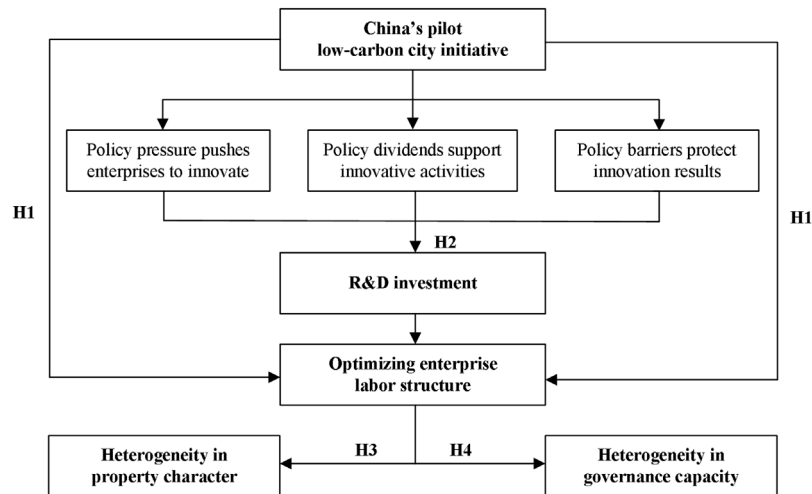 China's pilot
low-carbon city initiative
Policy pressure pushes
enterprises to innovate
Policy dividends support
innovative activities
Policy barriers protect
innovation results
H1
H1
H2
R&D investment
Optimizing enterprise
labor structure
H3
H4
Heterogeneity in
property character
Heterogeneity in
governance capacity